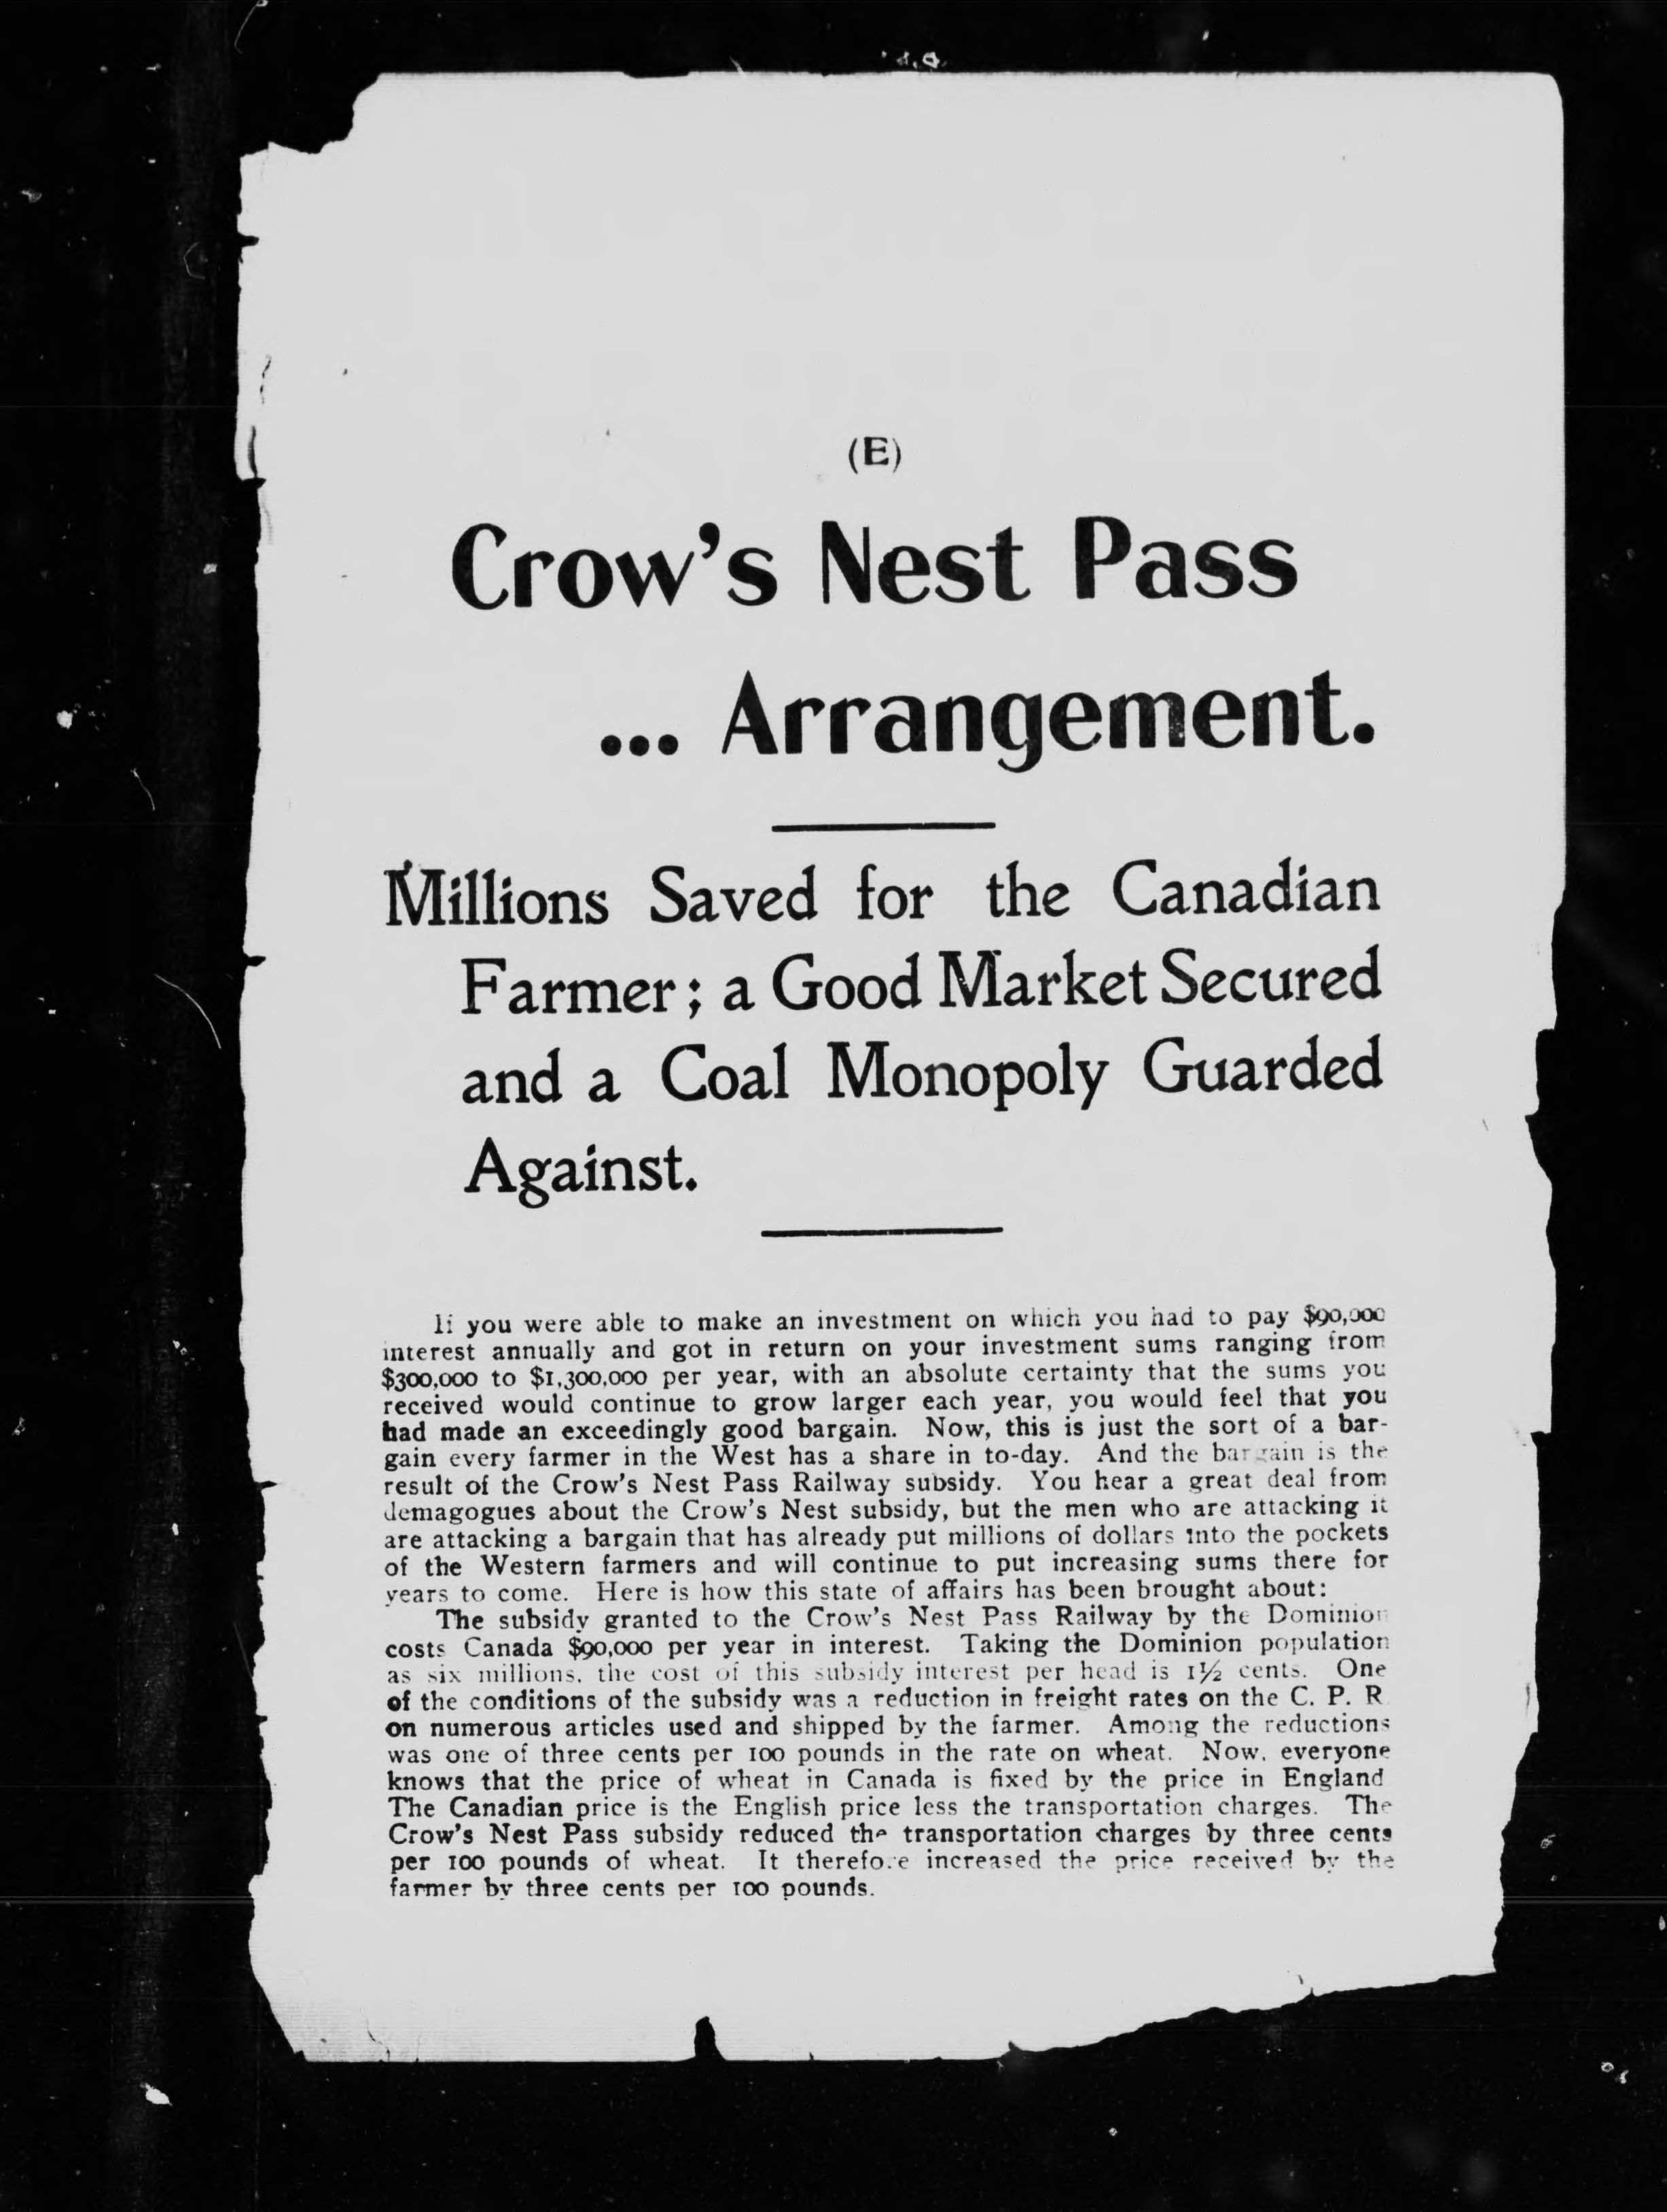 (E)
Crow's Nest Pass
... Arrangement.
Millions Saved for the Canadian
Farmer; a Good Market Secured
and a Coal Monopoly Guarded
Against.
If you were able to make an investment on which you had to pay $90,000
interest annually and got in return on your investment sums ranging from
$300,000 to $1,300,000 per year, with an absolute certainty that the sums you
received would continue to grow larger each year, you would feel that you
had made an exceedingly good bargain. Now, this is just the sort of a bar-
gain every farmer in the West has a share in to-day. And the bargain is the
result of the Crow's Nest Pass Railway subsidy. You hear a great deal from
demagogues about the Crow's Nest subsidy, but the men who are attacking it
are attacking a bargain that has already put millions of dollars into the pockets
of the Western farmers and will continue to put increasing sums there for
years to come. Here is how this state of affairs has been brought about:
The subsidy granted to the Crow's Nest Pass Railway by the Dominion
costs Canada $90,000 per year in interest. Taking the Dominion population
as six millions, the cost of this subsidy interest per head is 1½ cents. One
of the conditions of the subsidy was a reduction in freight rates on the C. P. R
on numerous articles used and shipped by the farmer. Among the reductions
was one of three cents per 100 pounds in the rate on wheat. Now, everyone
knows that the price of wheat in Canada is fixed by the price in England
The Canadian price is the English price less the transportation charges. The
Crow's Nest Pass subsidy reduced the transportation charges by three cents
per 100 pounds of wheat. It therefore increased the price received by the
farmer by three cents per 100 pounds.